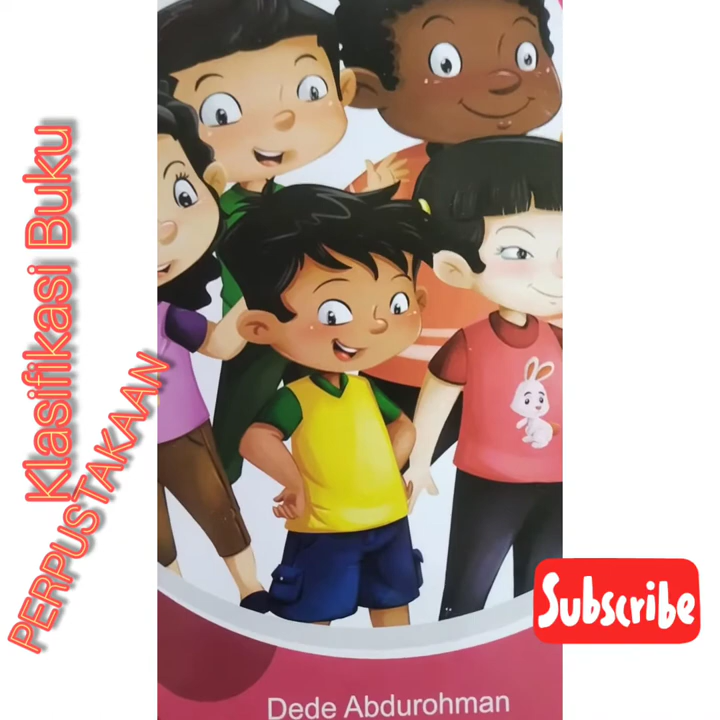 Klasifikasi Buku
PERPUSTAKAAN
Subscribe
Dede Abdurohman